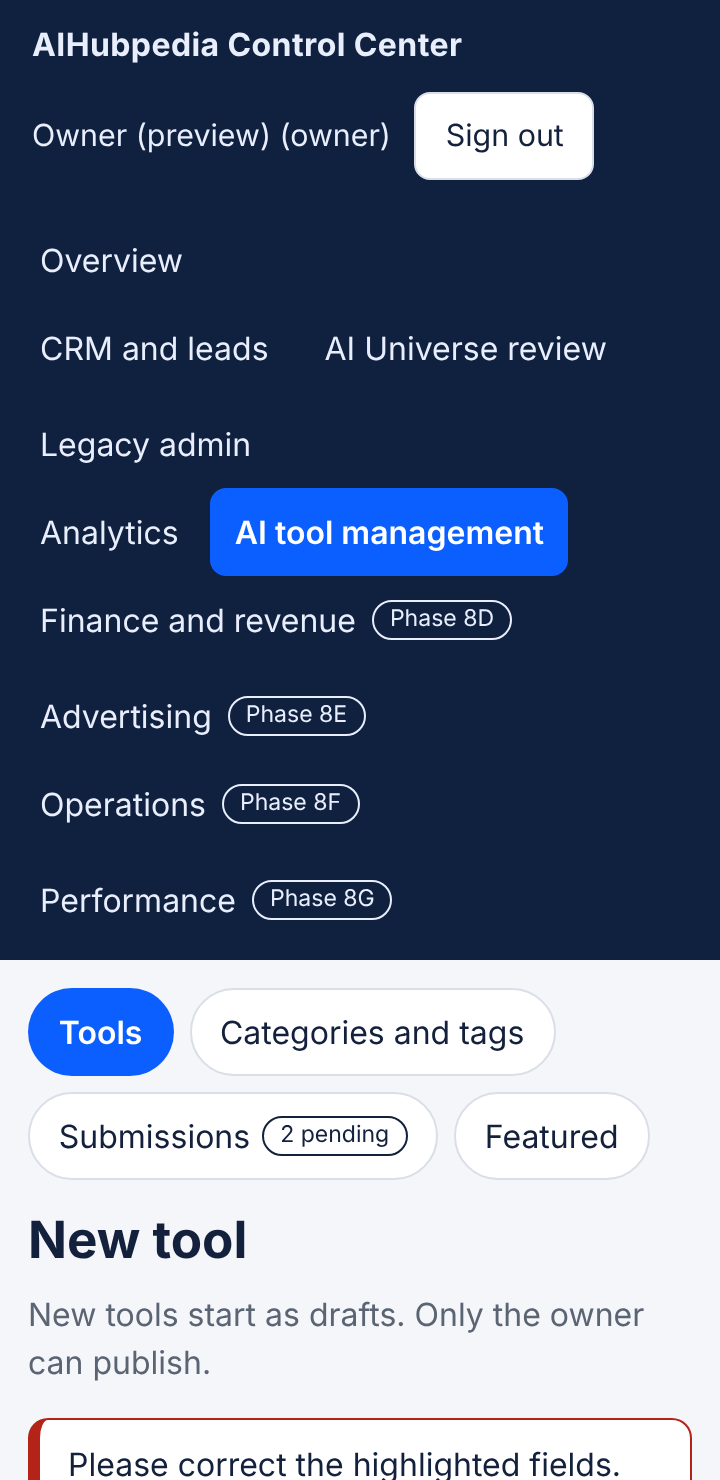 AIHubpedia Control Center
Owner (preview) (owner) Sign out
Overview
CRM and leads AI Universe review
Legacy admin
Analytics AI tool management
Finance and revenue Phase 8D
Advertising Phase 8E
Operations Phase 8F
Performance Phase 8G
Tools Categories and tags
Submissions 2 pending Featured
New tool
New tools start as drafts. Only the owner
can publish.
Please correct the highlighted fields.